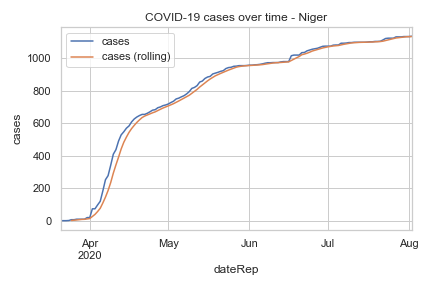 COVID-19 cases over time - Niger
cases
cases (rolling)
1000
800
600
400
200
0
cases
Apr
2020
May
Jun
Jul
Aug
dateRep